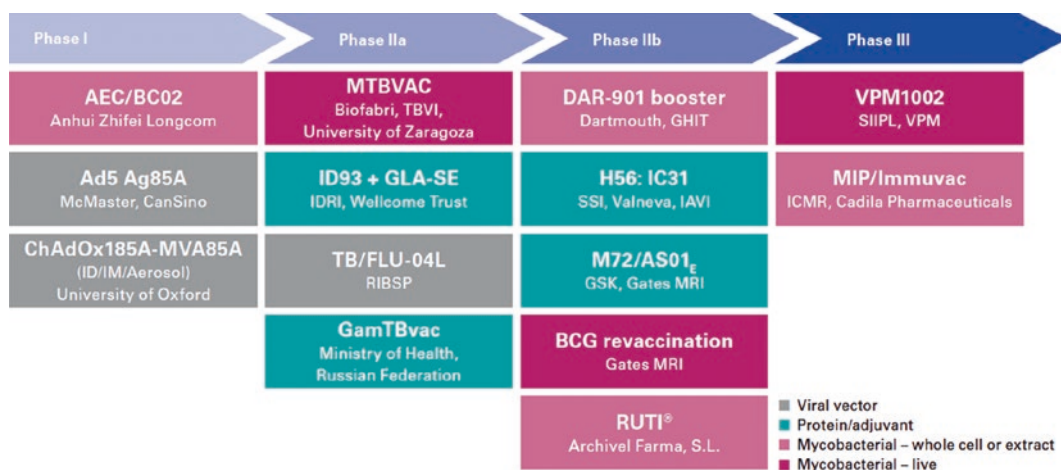 Phase I
Phase IIa
Phase IIb
Phase III
AEC/BC02
Anhui Zhifei Longcom
Ad5 Ag85A
McMaster, CanSino
ChAdOx185A-MVA85A
(ID/IM/Aerosol)
University of Oxford
MTBVAC
Biofabri, TBVI,
University of Zaragoza
ID93 + GLA-SE
IDRI, Wellcome Trust
TB/FLU-04L
RIBSP
GamTBvac
Ministry of Health,
Russian Federation
DAR-901 booster
Dartmouth, GHIT
H56: IC31
SSI, Valneva, IAVI
M72/AS01E
GSK, Gates MRI
BCG revaccination
Gates MRI
RUTI®
Archivel Farma, S.L.
VPM1002
SIIPL, VPM
MIP/Immuvac
ICMR, Cadila Pharmaceuticals
Viral vector
Protein/adjuvant
Mycobacterial – whole cell or extract
Mycobacterial – live